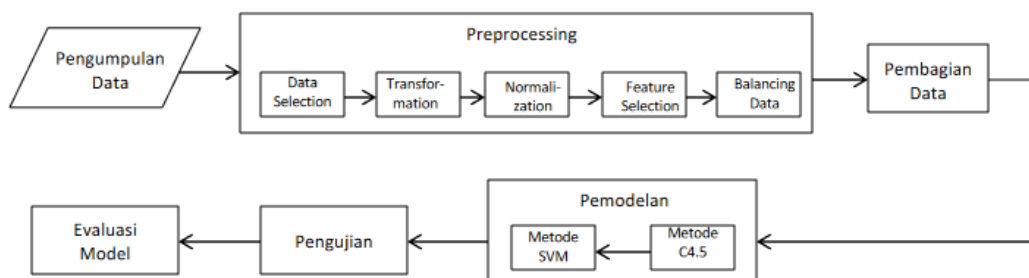 Pengumpulan
Data
Preprocessing
Data
Selection
Transfor-
mation
Normali-
zation
Feature
Selection
Balancing
Data
Pembagian
Data
Pemodelan
Metode
C4.5
Metode
SVM
Pengujian
Evaluasi
Model